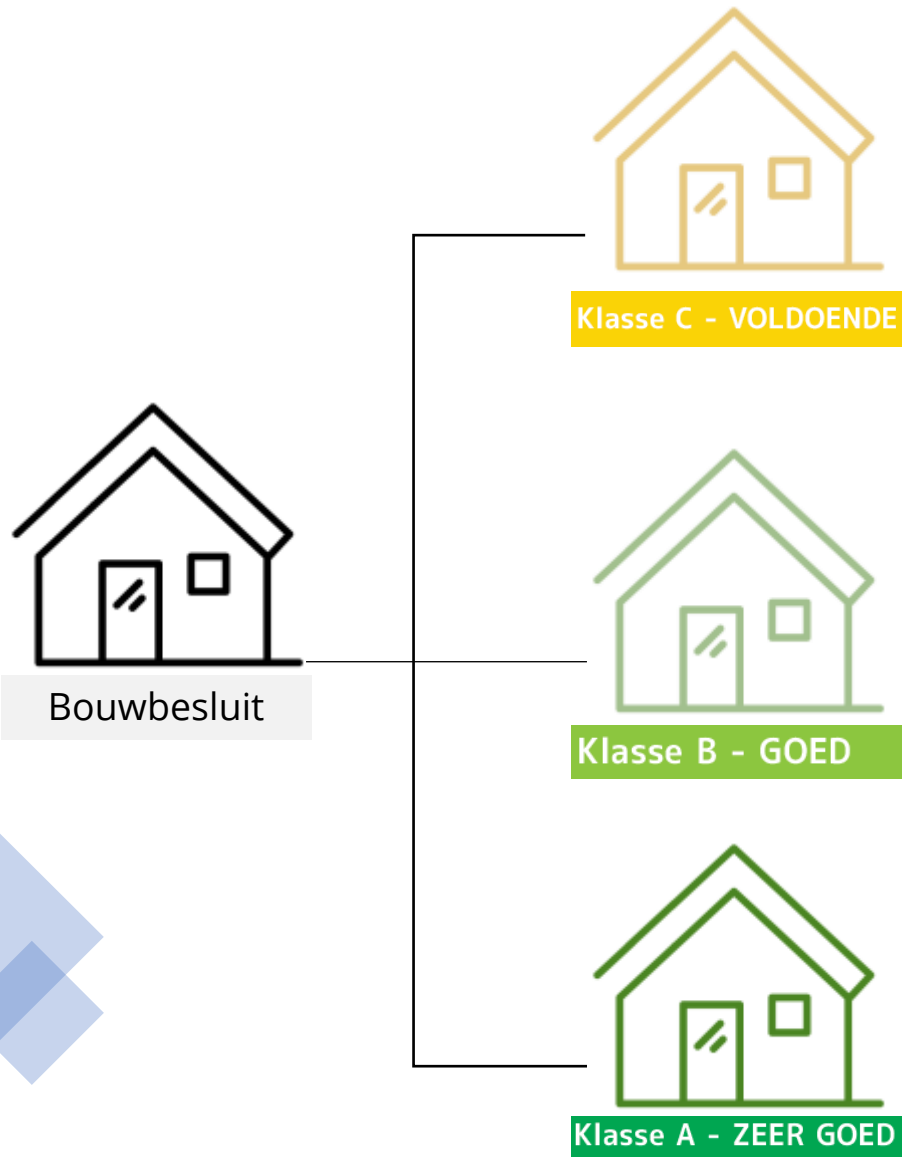 Klasse C - VOLDOENDE
Bouwbesluit
Klasse B - GOED
Klasse A - ZEER GOED